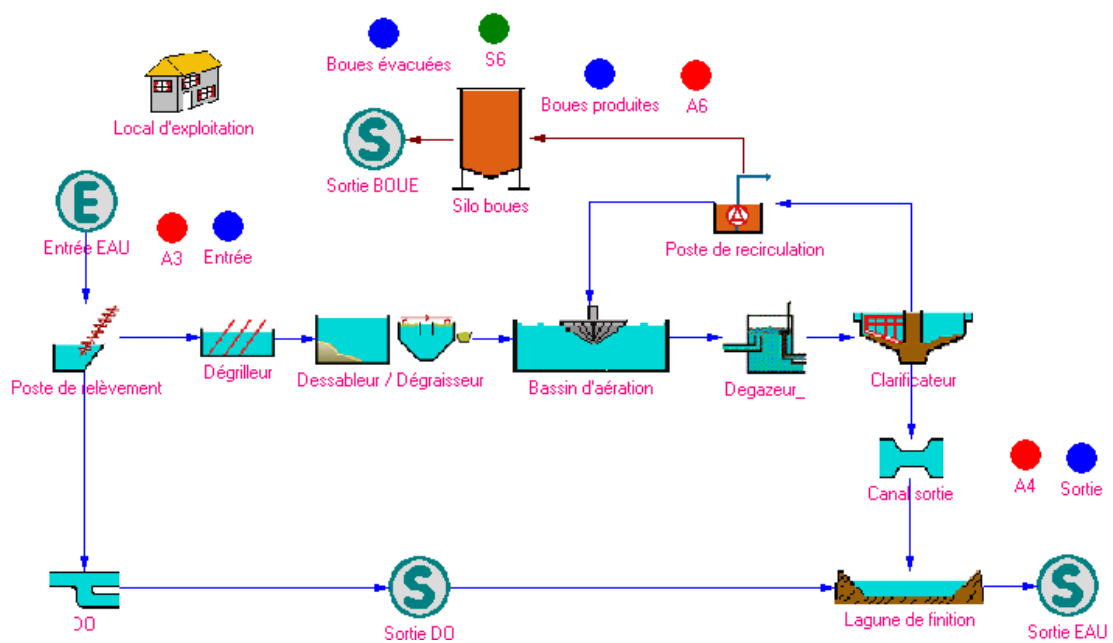 Boues évacuées
S6
Boues produites
A6
Local d'exploitation
S
Sortie BOUE
Silo boues
E
Entrée EAU
A3
Entrée
Poste de recirculation
Poste de relèvement
Dégrilleur
Dessableur / Dégraisseur
Bassin d'aération
Degazeur_
Clarificateur
Canal sortie
A4
Sortie
DO
S
Sortie DO
Lagune de finition
S
Sortie EAU